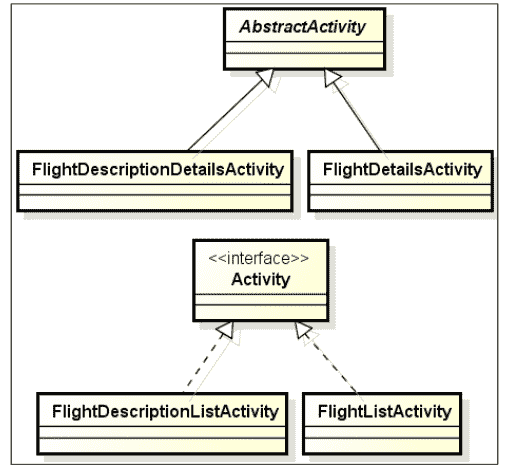 AbstractActivity
FlightDescriptionDetailsActivity
FlightDetailsActivity
<<interface>>
Activity
FlightDescriptionListActivity
FlightListActivity